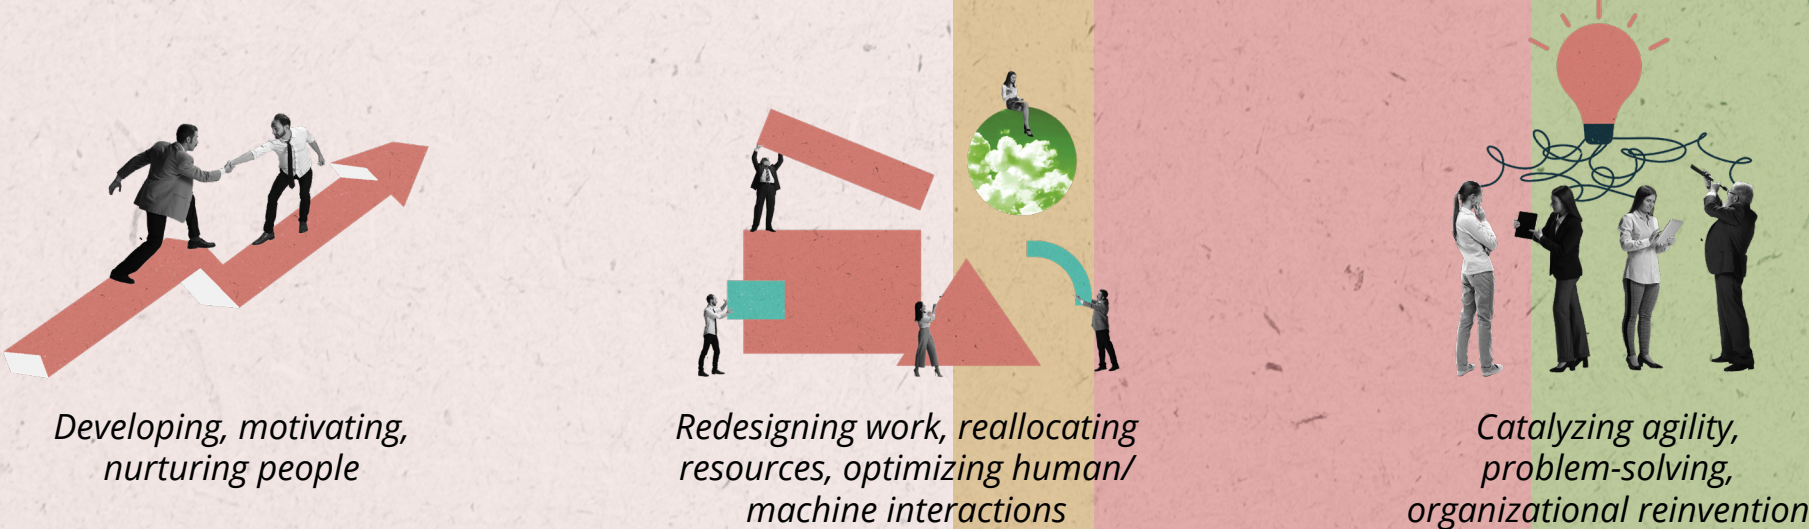 Developing, motivating,
nurturing people
Redesigning work, reallocating
resources, optimizing human/
machine interactions
Catalyzing agility,
problem-solving,
organizational reinvention